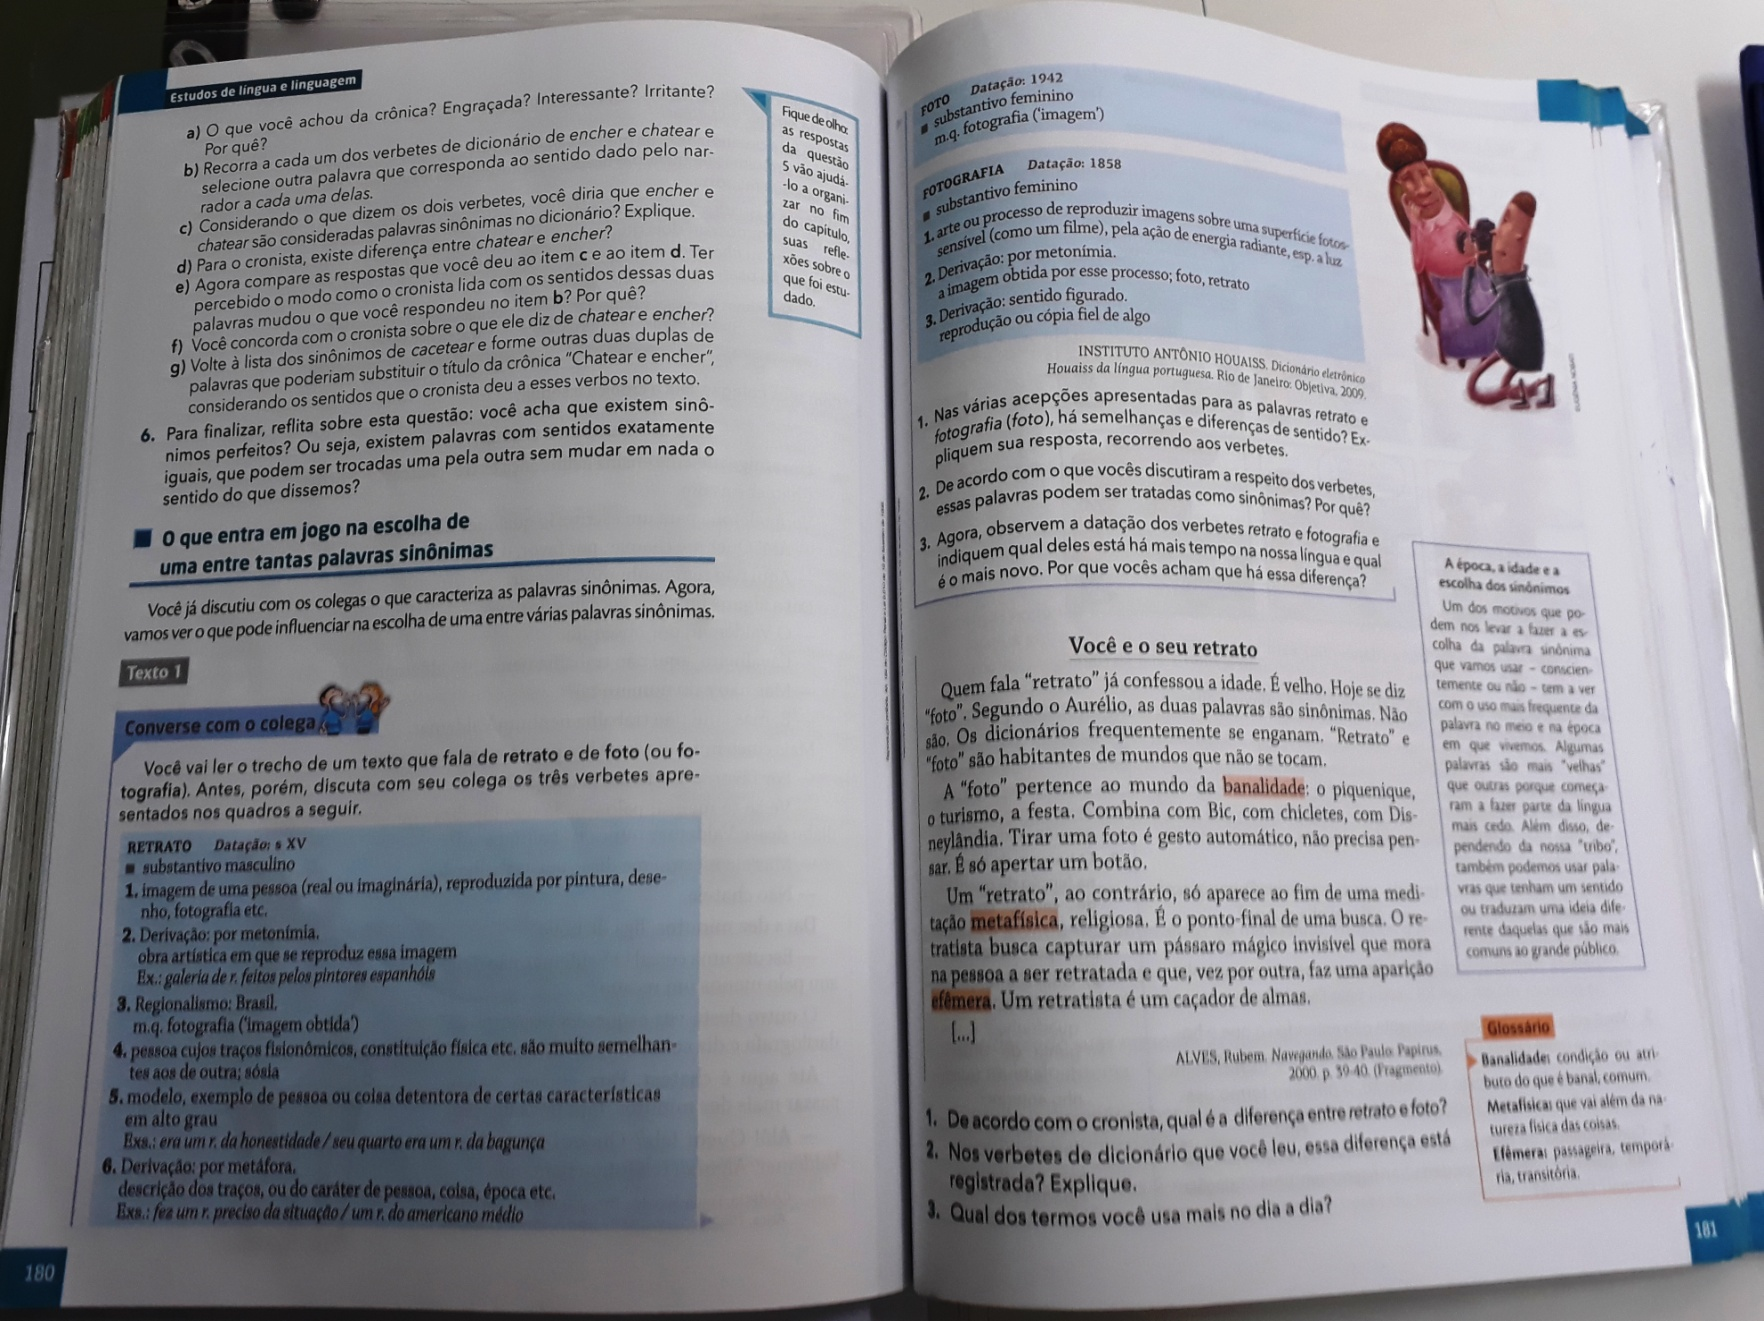 Estudos de língua e linguagem
a) O que você achou da crônica? Engraçada? Interessante? Irritante?
Por quê?
b) Recorra a cada um dos verbetes de dicionário de encher e chatear e
selecione outra palavra que corresponda ao sentido dado pelo nar-
rador a cada uma delas.
c) Considerando o que dizem os dois verbetes, você diria que encher e
chatear são consideradas palavras sinônimas no dicionário? Explique.
d) Para o cronista, existe diferença entre chatear e encher?
e) Agora compare as respostas que você deu ao item c e ao item d. Ter
percebido o modo como o cronista lida com os sentidos dessas duas
palavras mudou o que você respondeu no item b? Por quê?
f) Você concorda com o cronista sobre o que ele diz de chatear e encher?
g) Volte à lista dos sinônimos de cacetear e forme outras duas duplas de
palavras que poderiam substituir o título da crônica "Chatear e encher",
considerando os sentidos que o cronista deu a esses verbos no texto.
6. Para finalizar, reflita sobre esta questão: você acha que existem sinô-
nimos perfeitos? Ou seja, existem palavras com sentidos exatamente
iguais, que podem ser trocadas uma pela outra sem mudar em nada o
sentido do que dissemos?
Fique de olho:
as respostas
da questão
5 vão ajudá-
-lo a organi-
zar no fim
do capítulo,
suas refle-
xões sobre o
que foi estu-
dado.
O que entra em jogo na escolha de
uma entre tantas palavras sinônimas
Você já discutiu com os colegas o que caracteriza as palavras sinônimas. Agora,
vamos ver o que pode influenciar na escolha de uma entre várias palavras sinônimas.
Texto 1
Converse com o colega
Você vai ler o trecho de um texto que fala de retrato e de foto (ou fo-
tografia). Antes, porém, discuta com seu colega os três verbetes apre-
sentados nos quadros a seguir.
RETRATO Datação: s XV
■ substantivo masculino
1. imagem de uma pessoa (real ou imaginária), reproduzida por pintura, dese-
nho, fotografia etc.
2. Derivação: por metonímia.
obra artística em que se reproduz essa imagem
Ex.: galeria de r. feitos pelos pintores espanhóis
3. Regionalismo: Brasil.
m.q. fotografia ('imagem obtida')
4. pessoa cujos traços fisionômicos, constituição física etc. são muito semelhan-
tes aos de outra; sósia
5. modelo, exemplo de pessoa ou coisa detentora de certas características
em alto grau
Exs.: era um r. da honestidade / seu quarto era um r. da bagunça
6. Derivação: por metáfora.
descrição dos traços, ou do caráter de pessoa, coisa, época etc.
Exs.: fez um r. preciso da situação / um r. do americano médio
180
FOTO Datação: 1942
■ substantivo feminino
m.q. fotografia ('imagem')
FOTOGRAFIA Datação: 1858
■ substantivo feminino
1. arte ou processo de reproduzir imagens sobre uma superfície fotos-
sensível (como um filme), pela ação de energia radiante, esp. a luz
2. Derivação: por metonímia.
a imagem obtida por esse processo; foto, retrato
3. Derivação: sentido figurado.
reprodução ou cópia fiel de algo
INSTITUTO ANTÔNIO HOUAISS. Dicionário eletrônico
Houaiss da língua portuguesa. Rio de Janeiro: Objetiva, 2009.
1. Nas várias acepções apresentadas para as palavras retrato e
fotografia (foto), há semelhanças e diferenças de sentido? Ex-
pliquem sua resposta, recorrendo aos verbetes.
2. De acordo com o que vocês discutiram a respeito dos verbetes,
essas palavras podem ser tratadas como sinônimas? Por quê?
3. Agora, observem a datação dos verbetes retrato e fotografia e
indiquem qual deles está há mais tempo na nossa língua e qual
é o mais novo. Por que vocês acham que há essa diferença?
Você e o seu retrato
Quem fala "retrato" já confessou a idade. É velho. Hoje se diz
"foto". Segundo o Aurélio, as duas palavras são sinônimas. Não
são. Os dicionários frequentemente se enganam. "Retrato" e
"foto" são habitantes de mundos que não se tocam.
A "foto" pertence ao mundo da banalidade: o piquenique,
o turismo, a festa. Combina com Bic, com chicletes, com Dis-
neylândia. Tirar uma foto é gesto automático, não precisa pen-
sar. É só apertar um botão.
Um "retrato", ao contrário, só aparece ao fim de uma medi-
tação metafísica, religiosa. É o ponto-final de uma busca. O re-
tratista busca capturar um pássaro mágico invisível que mora
na pessoa a ser retratada e que, vez por outra, faz uma aparição
efêmera. Um retratista é um caçador de almas.
[...]
ALVES, Rubem. Navegando. São Paulo: Papirus,
2000. p. 39-40. (Fragmento).
1. De acordo com o cronista, qual é a diferença entre retrato e foto?
2. Nos verbetes de dicionário que você leu, essa diferença está
registrada? Explique.
3. Qual dos termos você usa mais no dia a dia?
A época, a idade e a
escolha dos sinônimos
Um dos motivos que po-
dem nos levar a fazer a es-
colha da palavra sinônima
que vamos usar – conscien-
temente ou não – tem a ver
com o uso mais frequente da
palavra no meio e na época
em que vivemos. Algumas
palavras são mais "velhas"
que outras porque começa-
ram a fazer parte da língua
mais cedo. Além disso, de-
pendendo da nossa "tribo",
também podemos usar pala-
vras que tenham um sentido
ou traduzam uma ideia dife-
rente daquelas que são mais
comuns ao grande público.
Glossário
Banalidade: condição ou atri-
buto do que é banal, comum.
Metafísica: que vai além da na-
tureza física das coisas.
Efêmera: passageira, temporá-
ria, transitória.
181